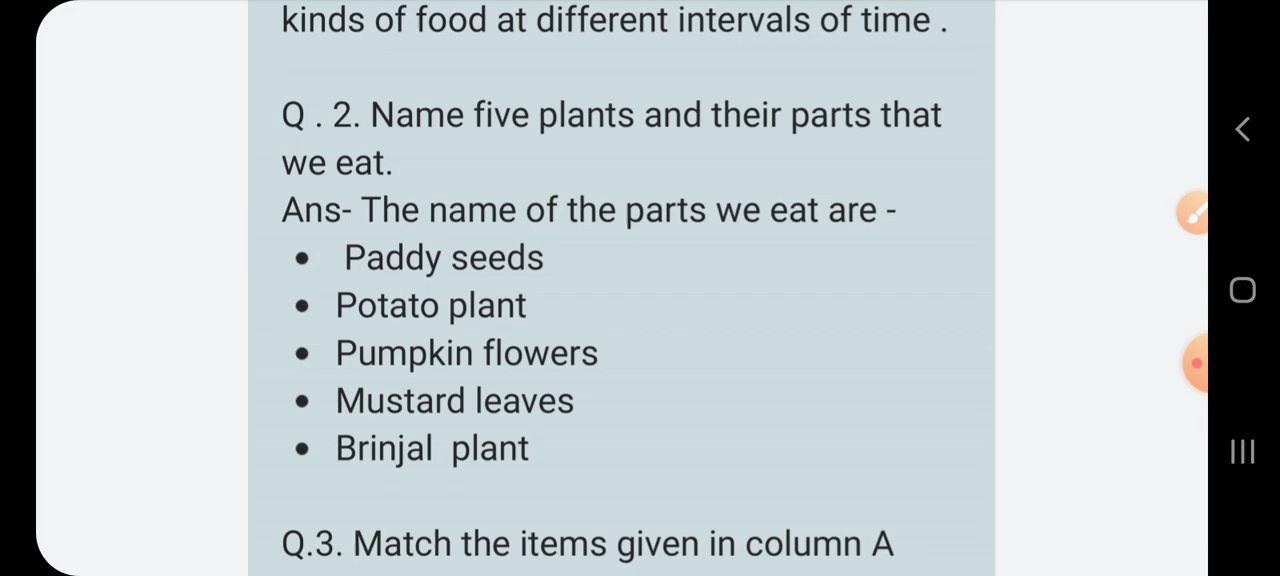 kinds of food at different intervals of time .
Q . 2. Name five plants and their parts that
we eat.
Ans- The name of the parts we eat are -
• Paddy seeds
• Potato plant
• Pumpkin flowers
• Mustard leaves
• Brinjal plant
Q.3. Match the items given in column A